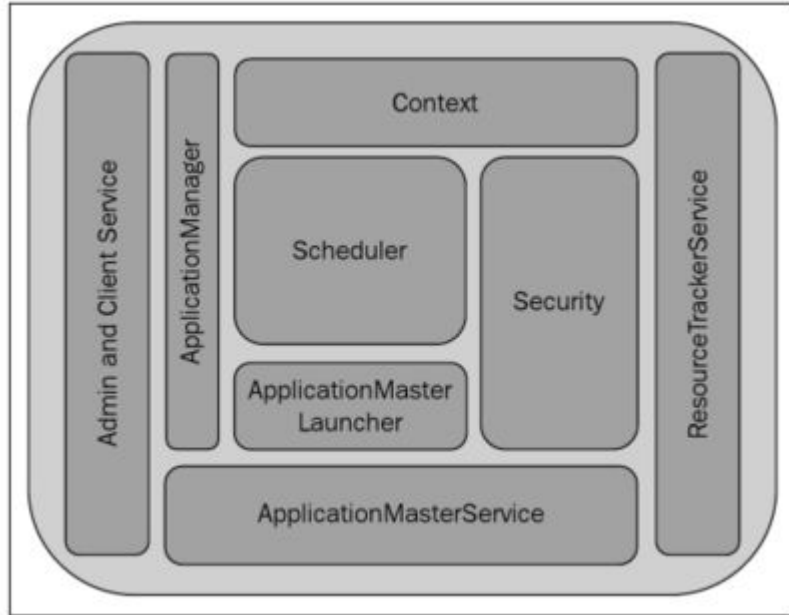 Admin and Client Service
ApplicationManager
Context
Scheduler
Security
ApplicationMaster
Launcher
ApplicationMasterService
ResourceTrackerService